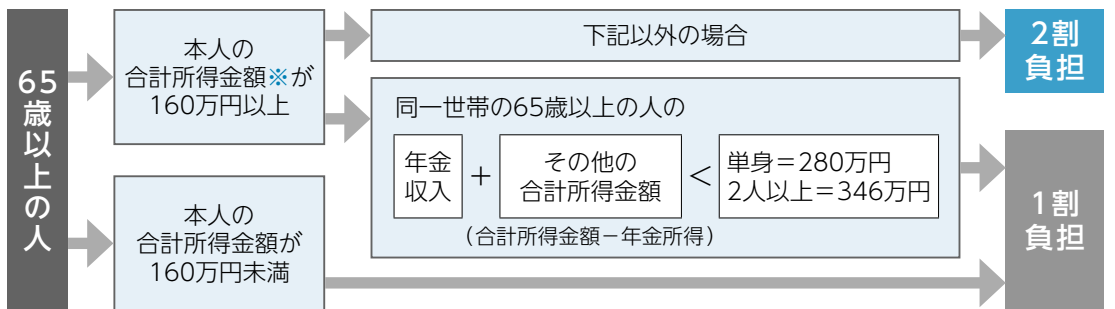 65歳以上の人
本人の
合計所得金額※が
160万円以上
下記以外の場合
2割
負担
同一世帯の65歳以上の人の
年金
収入
+
その他の
合計所得金額
<
単身=280万円
2人以上=346万円
(合計所得金額-年金所得)
本人の
合計所得金額が
160万円未満
1割
負担